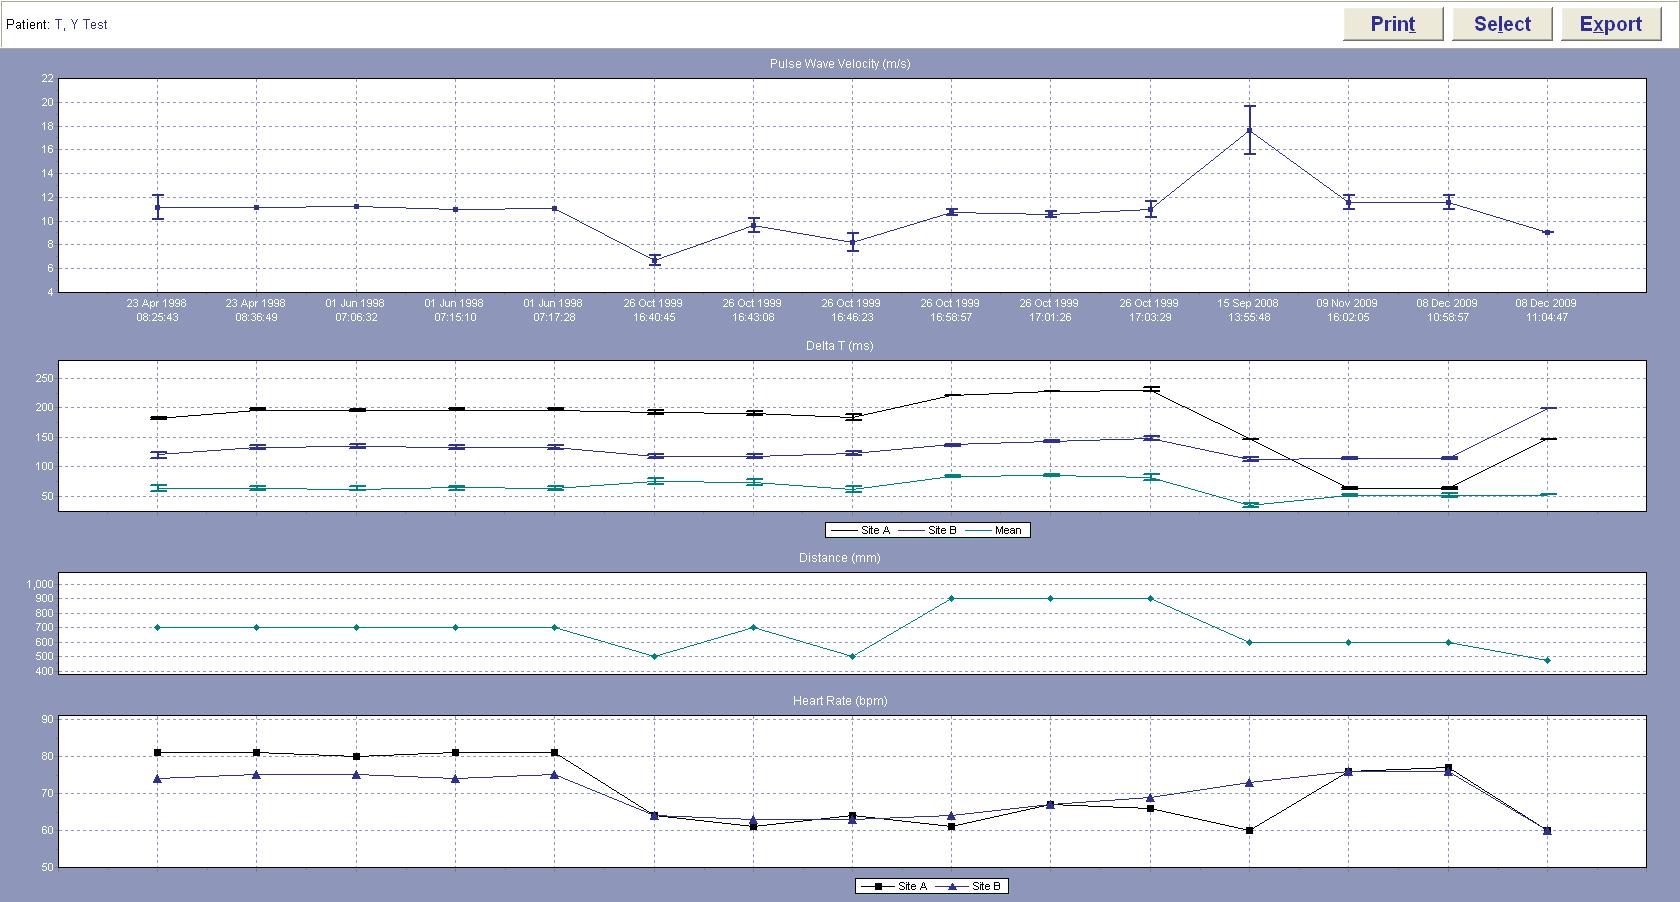 Patient: T, Y Test
Print Select Export
Pulse Wave Velocity (m/s)
22
20
18
16
14
12
10
8
6
4
23 Apr 1998 23 Apr 1998 01 Jun 1998 01 Jun 1998 01 Jun 1998 26 Oct 1999 26 Oct 1999 26 Oct 1999 26 Oct 1999 26 Oct 1999 26 Oct 1999 15 Sep 2008 09 Nov 2009 08 Dec 2009 08 Dec 2009
08:25:43 08:36:49 07:06:32 07:15:10 07:17:28 16:40:45 16:43:08 16:46:23 16:58:57 17:01:26 17:03:29 13:55:48 16:02:05 10:58:57 11:04:47
Delta T (ms)
250
200
150
100
50
Site A Site B Mean
Distance (mm)
1,000
900
800
700
600
500
400
Heart Rate (bpm)
90
80
70
60
50
Site A Site B